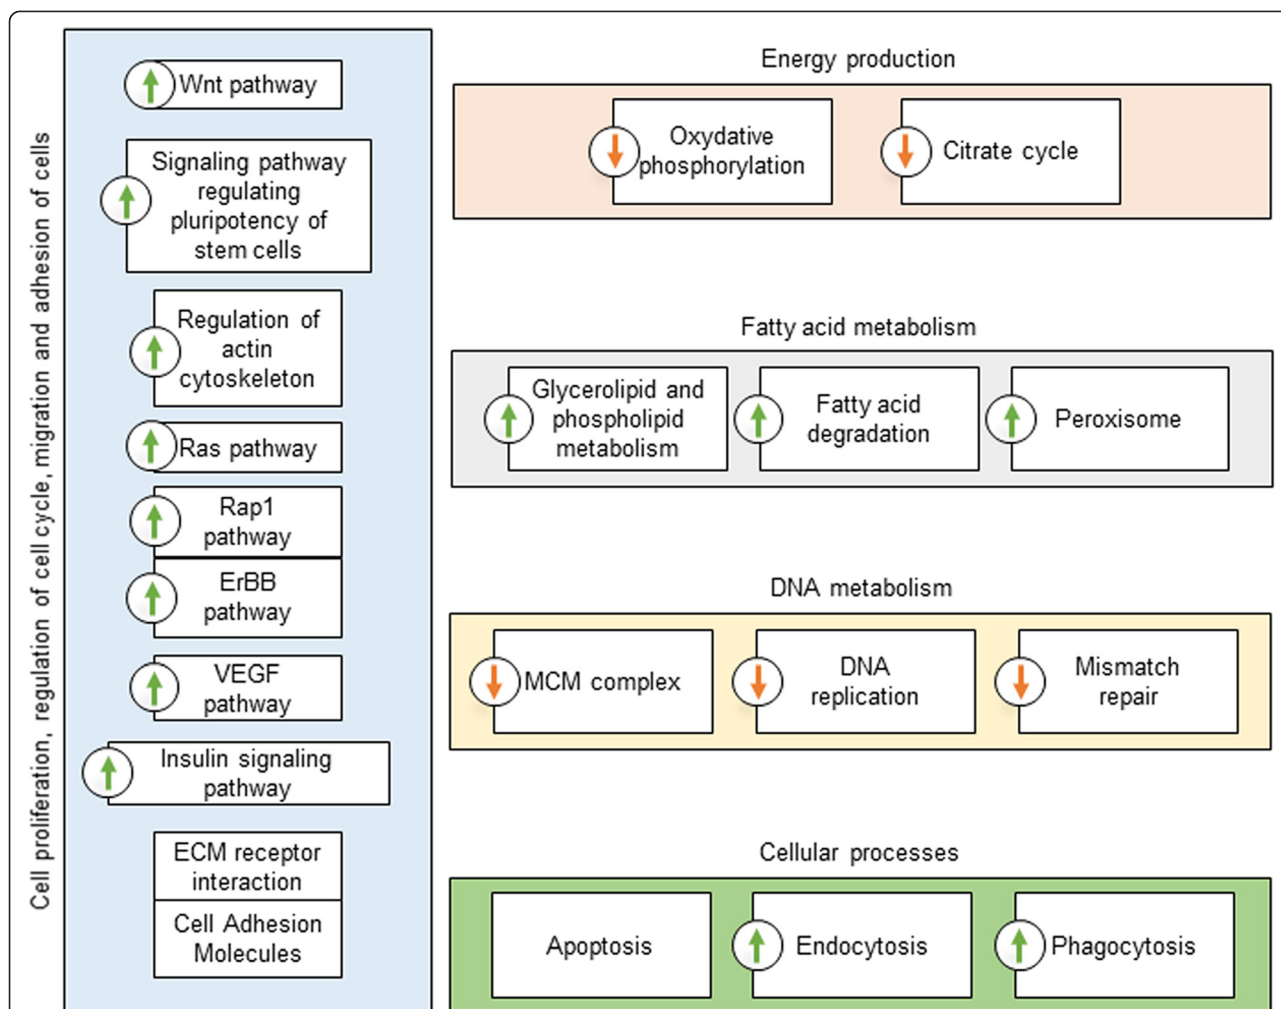 Cell proliferation, regulation of cell cycle, migration and adhesion of cells
Wnt pathway
Signaling pathway
regulating
pluripotency of
stem cells
Regulation of
actin
cytoskeleton
Ras pathway
Rap1
pathway
ErBB
pathway
VEGF
pathway
Insulin signaling
pathway
ECM receptor
interaction
Cell Adhesion
Molecules
Energy production
Oxydative
phosphorylation
Citrate cycle
Fatty acid metabolism
Glycerolipid and
phospholipid
metabolism
Fatty acid
degradation
Peroxisome
DNA metabolism
MCM complex
DNA
replication
Mismatch
repair
Cellular processes
Apoptosis
Endocytosis
Phagocytosis